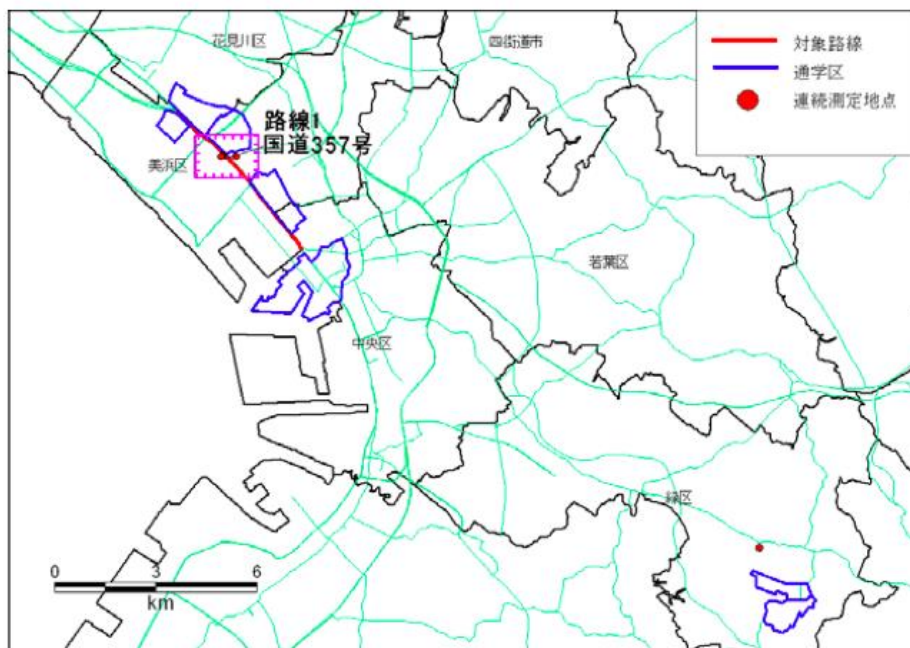 花見川区
四街道市
対象路線
通学区
連続測定地点
路線1
国道357号
美浜区
若葉区
中央区
緑区
0 3 6
km